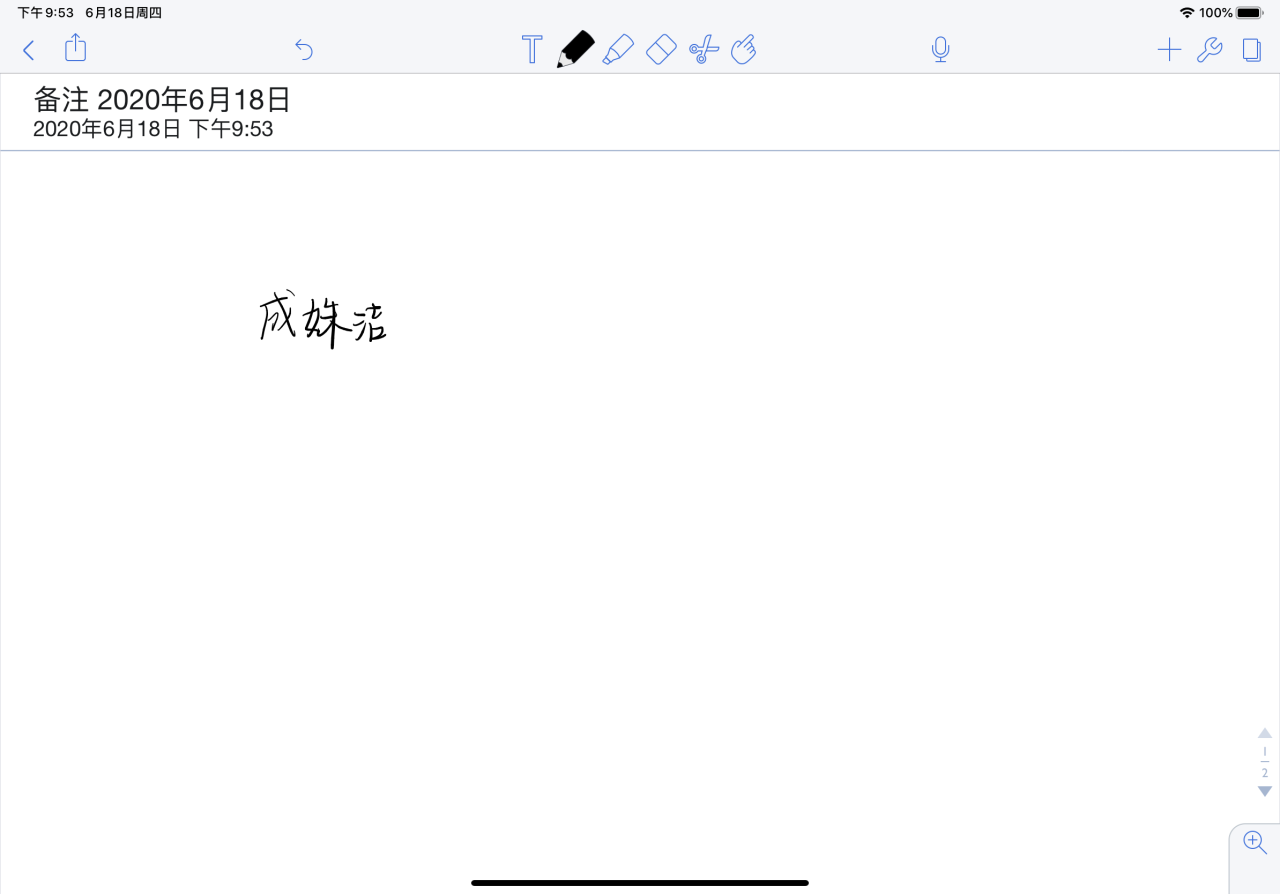 下午9:53 6月18日周四 100%
备注 2020年6月18日
2020年6月18日 下午9:53
成姝洁
1
2